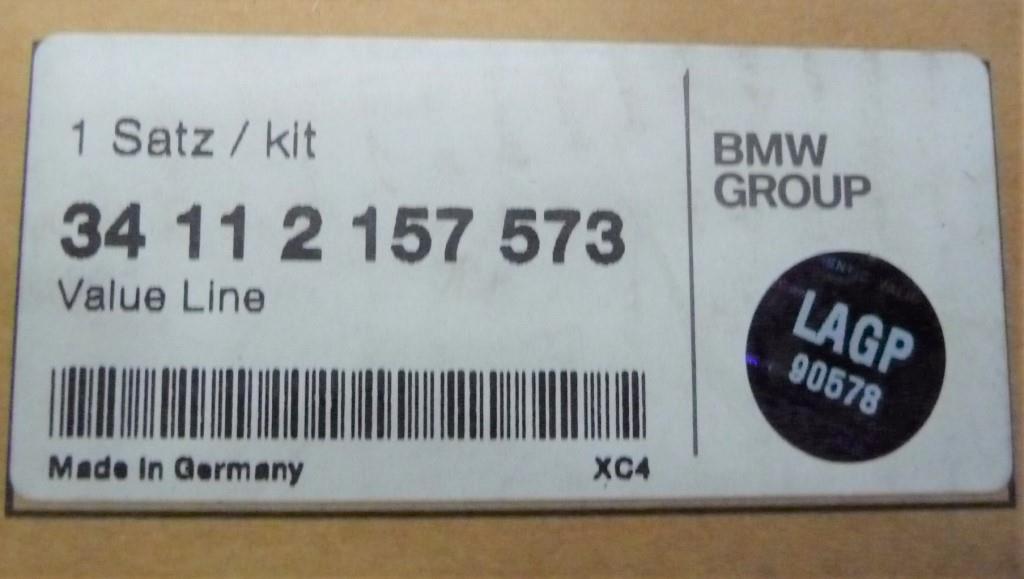 1 Satz / kit
34 11 2 157 573
Value Line
Made In Germany
XC4
BMW
GROUP
LAGP
90578